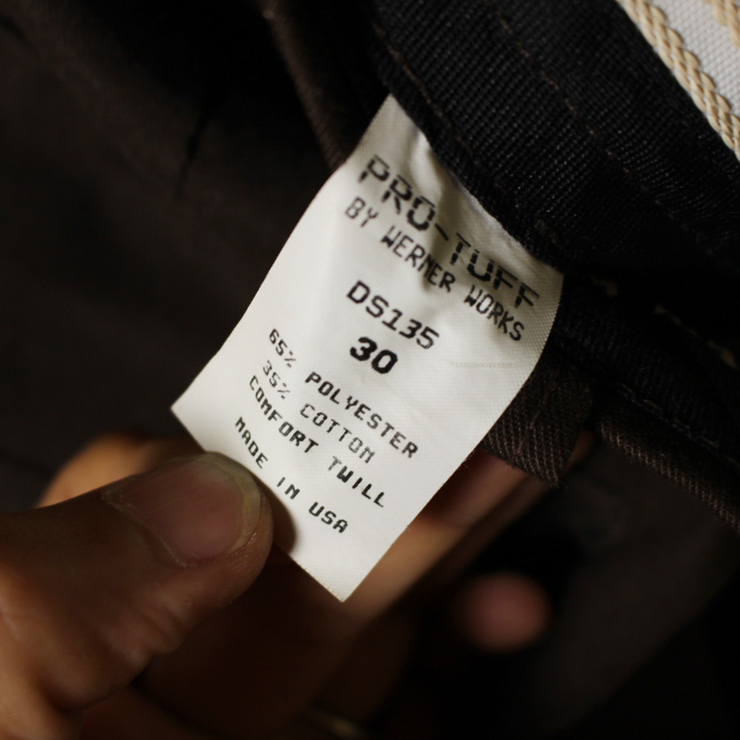 PRO-TUFF
BY WERNER WORKS
DS135
30
65% POLYESTER
35% COTTON
COMFORT TWILL
MADE IN USA